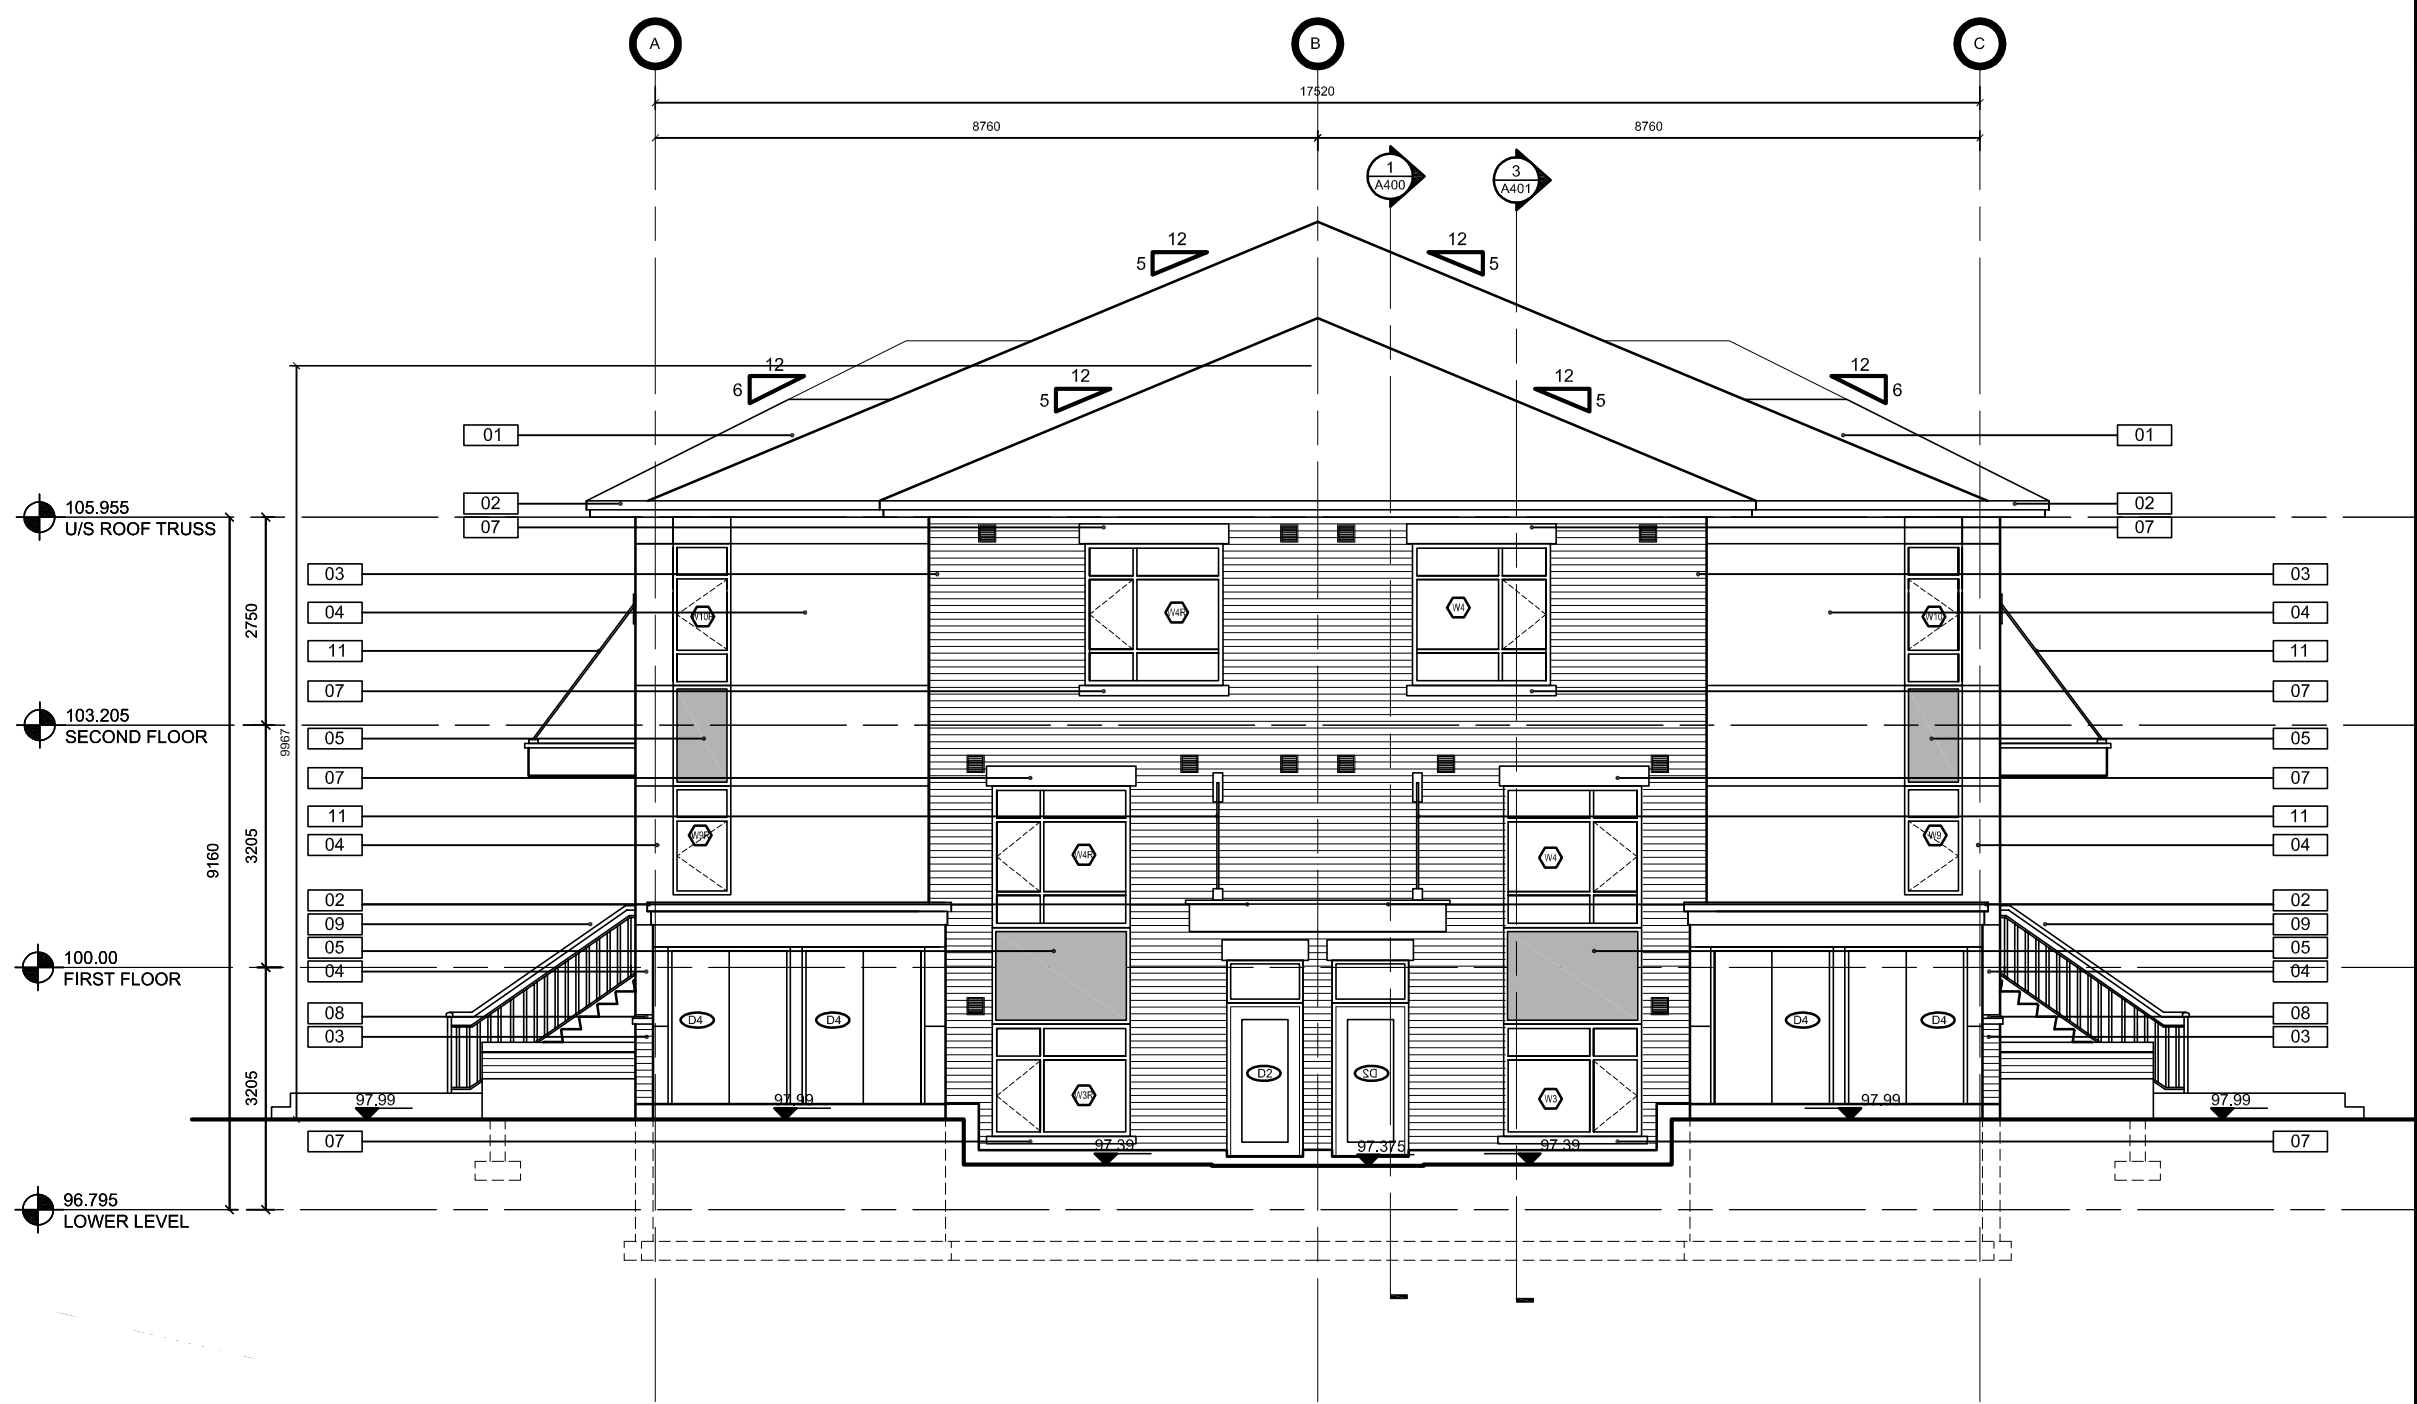 A B C
17520
8760 8760
1 3
A400 A401
12 12
5 5
12 12 12 12
6 5 5 6
01 01
105.955 02 02
U/S ROOF TRUSS 07 07
03 03
2750 04 W10R W4R W4 W10 04
11 11
07 07
103.205
SECOND FLOOR 05 05
9967
07 07
11 11
9160 3205 04 W9R W4R W4 W9 04
02 02
09 09
100.00 05 05
FIRST FLOOR 04 04
08 D4 D4 D4 D4 08
03 03
D2 D2
3205 97.99 97.99 W3R W3 97.99 97.99
07 97.39 97.375 97.39 07
96.795
LOWER LEVEL